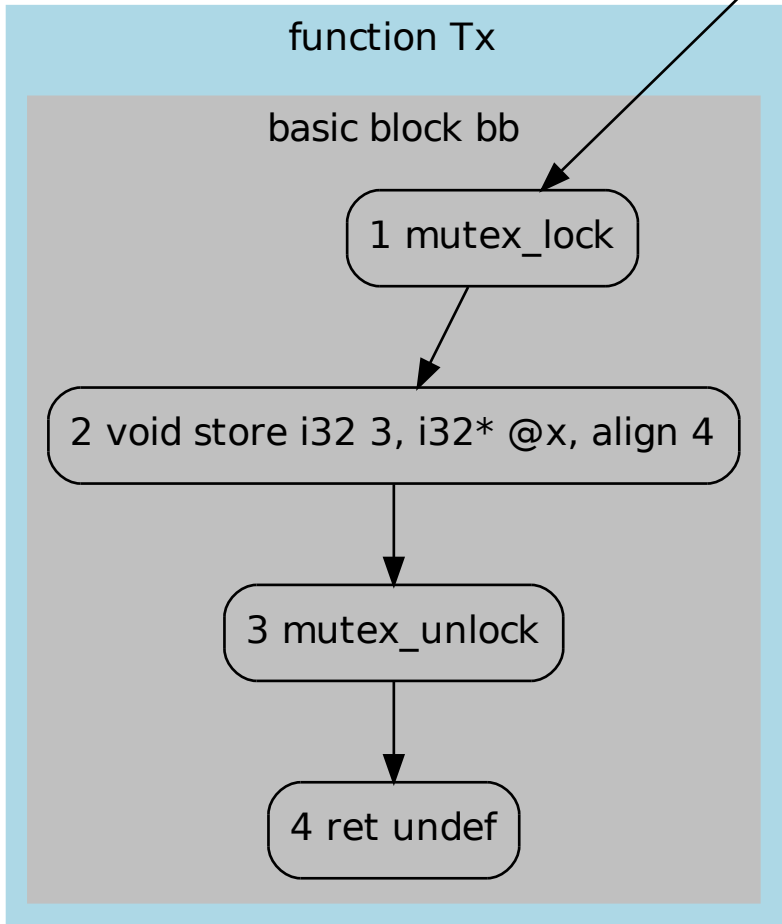 function Tx
basic block bb
1 mutex_lock
2 void store i32 3, i32* @x, align 4
3 mutex_unlock
4 ret undef